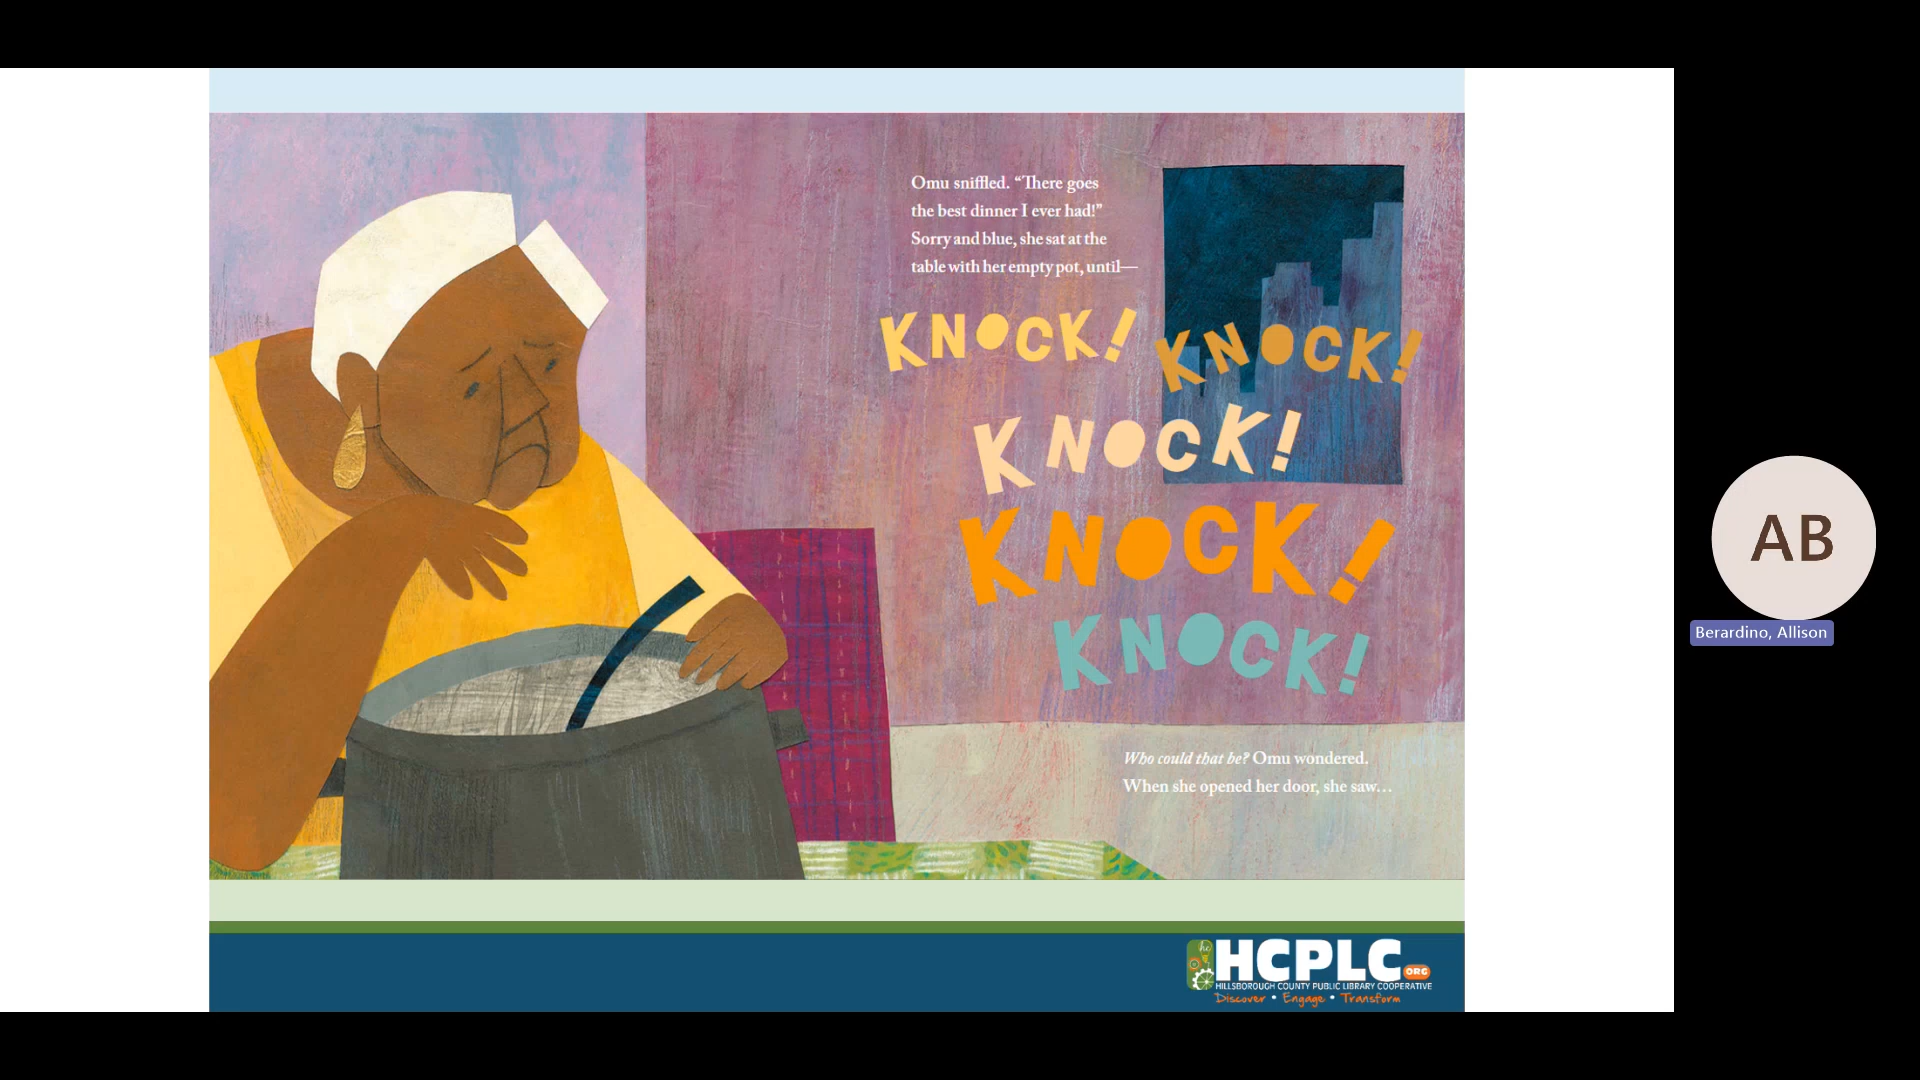 Omu sniffled. “There goes
the best dinner I ever had!”
Sorry and blue, she sat at the
table with her empty pot, until—
KNOCK! KNOCK!
KNOCK!
KNOCK!
KNOCK!
Who could that be? Omu wondered.
When she opened her door, she saw…
AB
Berardino, Allison
hc
HCPLC ORG
HILLSBOROUGH COUNTY PUBLIC LIBRARY COOPERATIVE
Discover • Engage • Transform